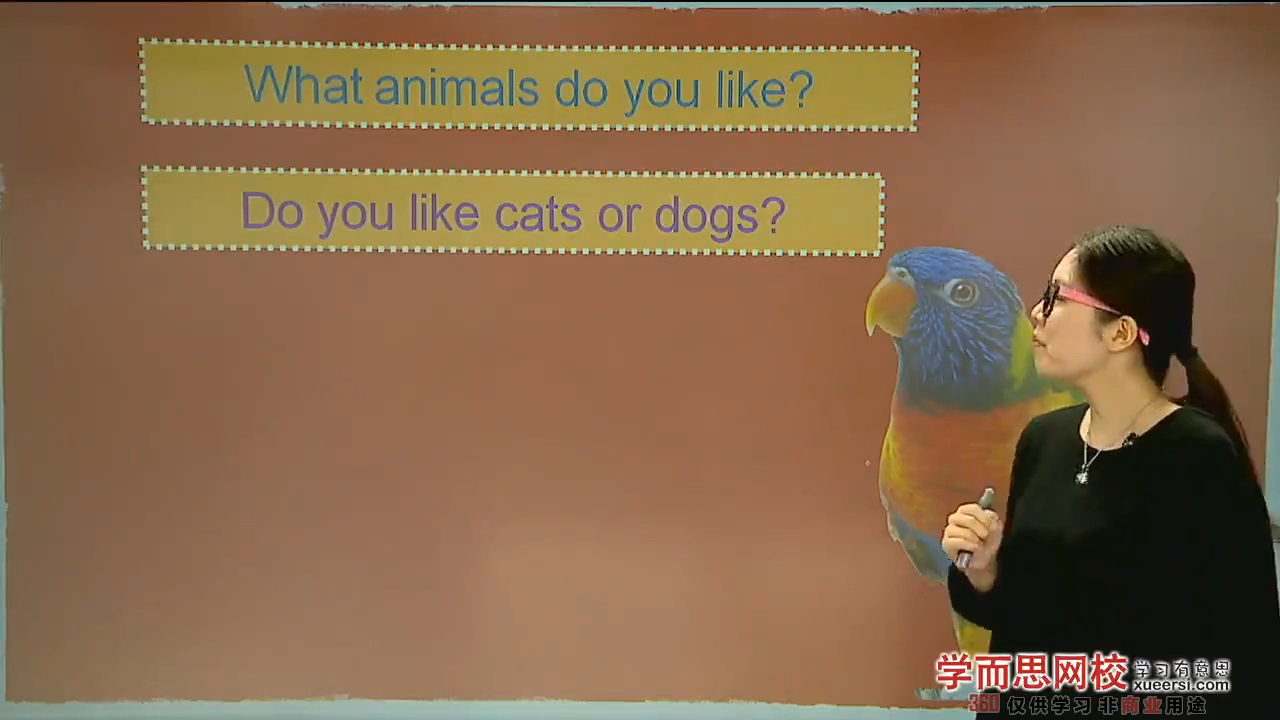 What animals do you like?
Do you like cats or dogs?
学而思网校 学习有意思
xueersi.com
360 仅供学习 非商业用途